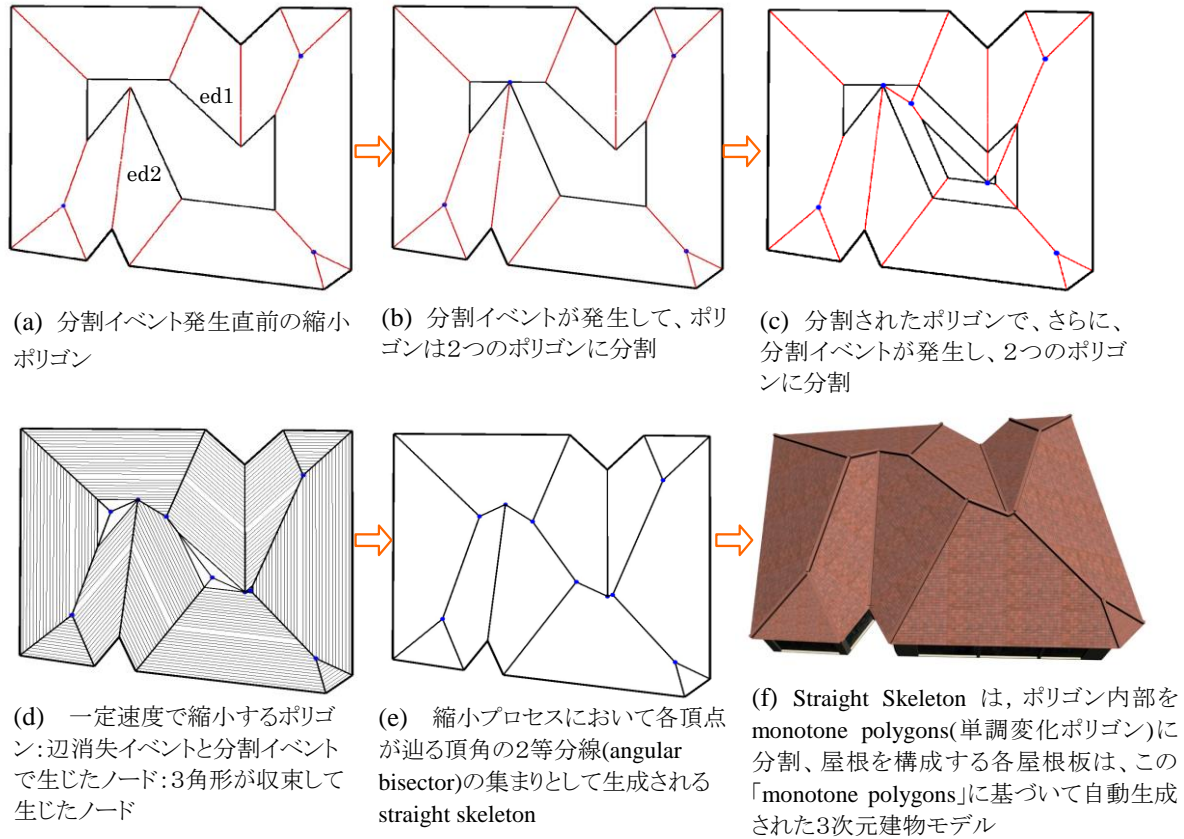 ed1
ed2
(a) 分割イベント発生直前の縮小
ポリゴン
(b) 分割イベントが発生して、ポリ
ゴンは２つのポリゴンに分割
(c) 分割されたポリゴンで、さらに、
分割イベントが発生し、２つのポリゴ
ンに分割
(d) 一定速度で縮小するポリゴ
ン：辺消失イベントと分割イベント
で生じたノード：３角形が収束して
生じたノード
(e) 縮小プロセスにおいて各頂点
が辿る頂角の２等分線(angular
bisector)の集まりとして生成される
straight skeleton
(f) Straight Skeleton は，ポリゴン内部を
monotone polygons(単調変化ポリゴン)に
分割、屋根を構成する各屋根板は、この
「monotone polygons」に基づいて自動生成
された３次元建物モデル